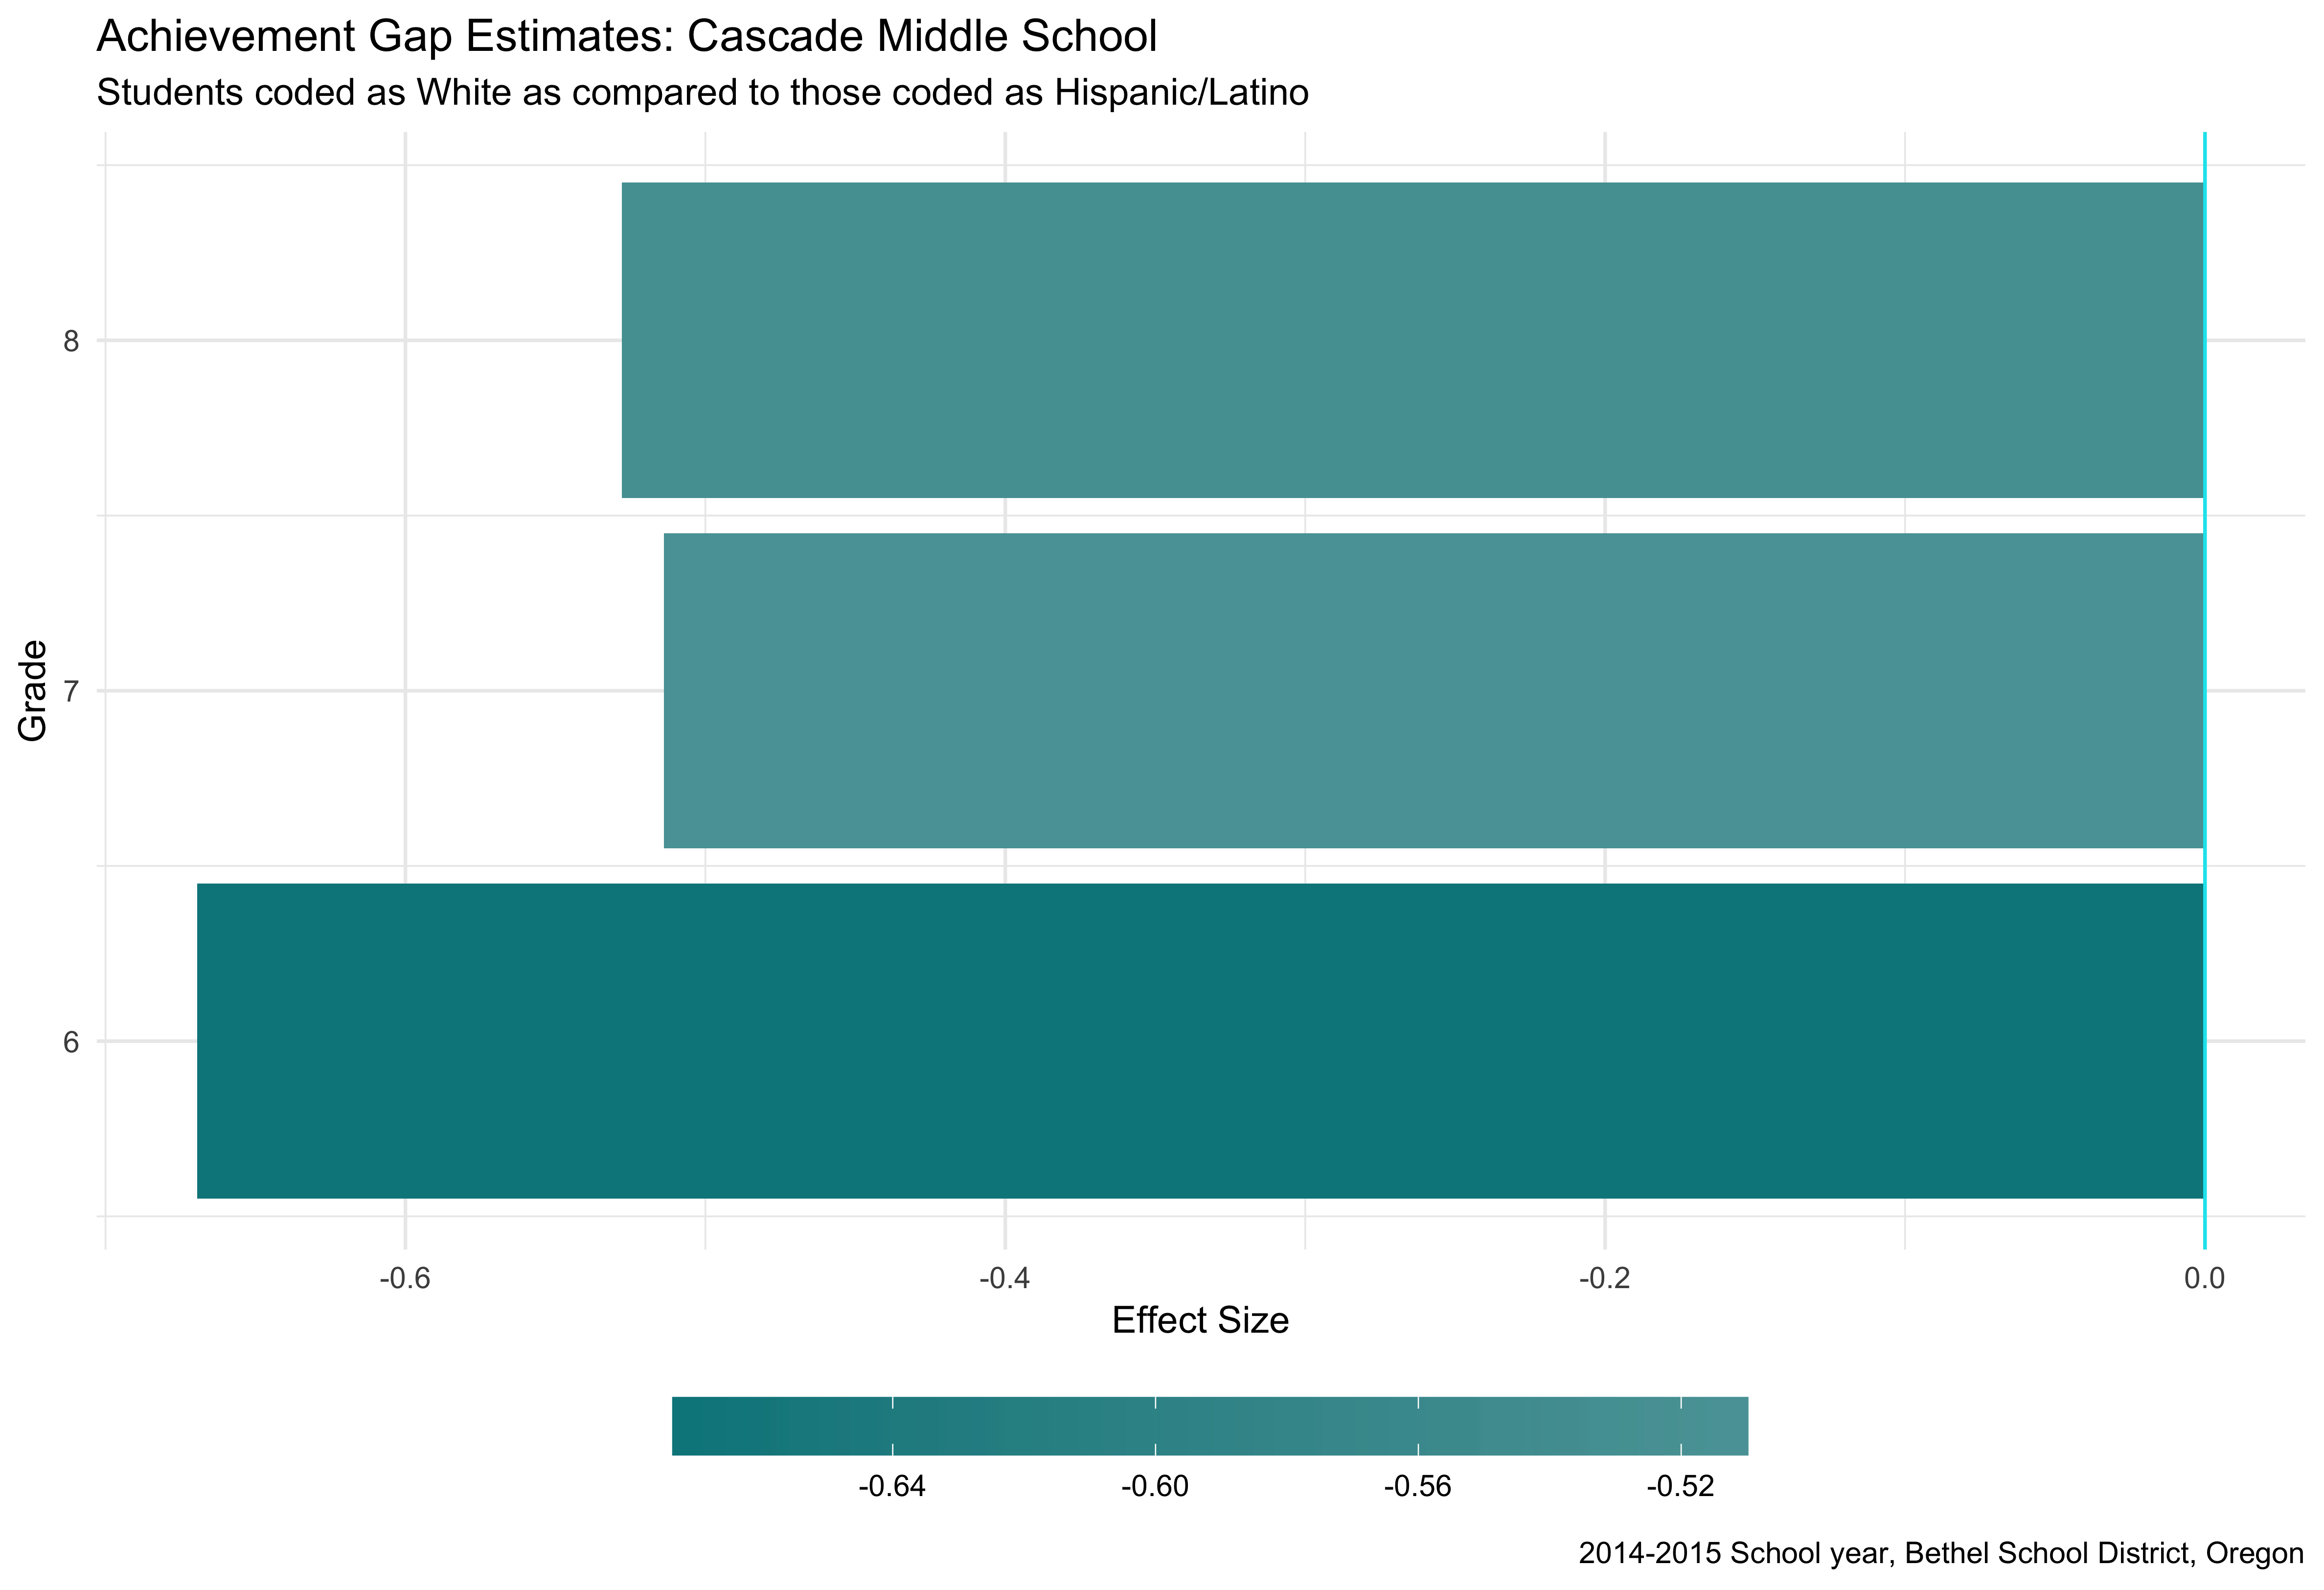 Achievement Gap Estimates: Cascade Middle School
Students coded as White as compared to those coded as Hispanic/Latino
8
7
6
Grade
-0.6 -0.4 -0.2 0.0
Effect Size
-0.64 -0.60 -0.56 -0.52
2014-2015 School year, Bethel School District, Oregon